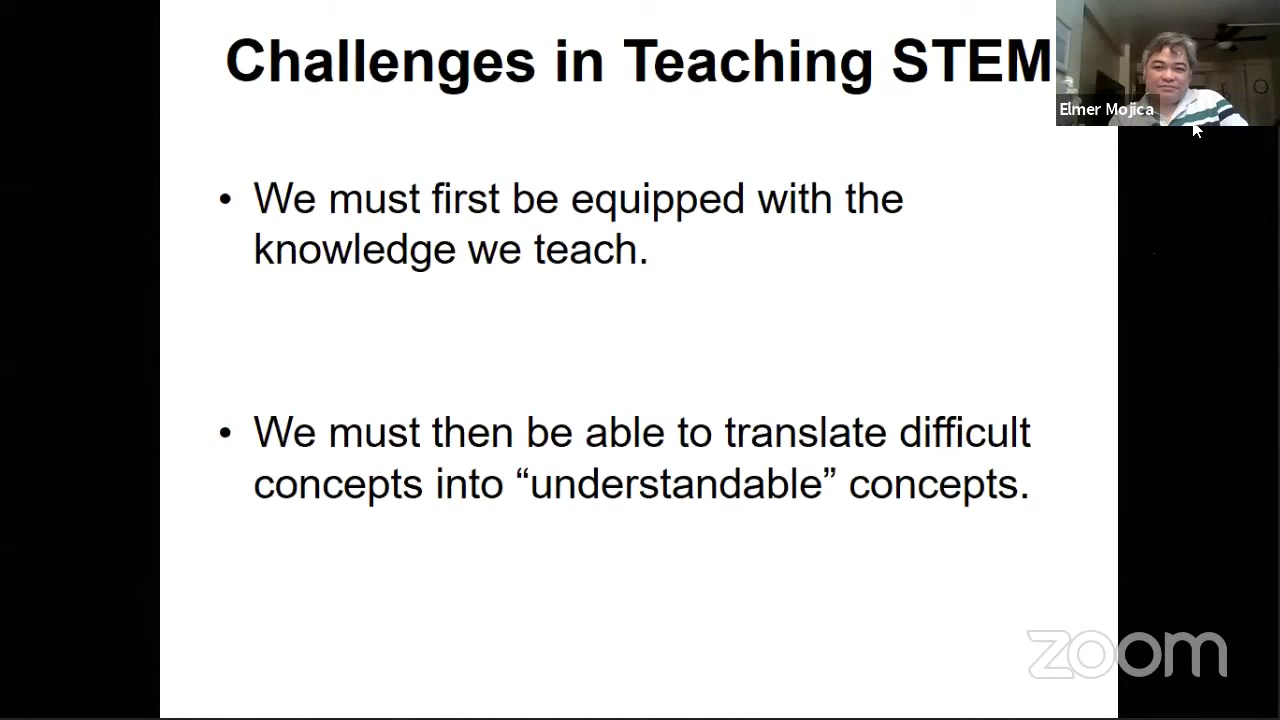 Challenges in Teaching STEM
Elmer Mojica
• We must first be equipped with the
knowledge we teach.
• We must then be able to translate difficult
concepts into “understandable” concepts.
zoom